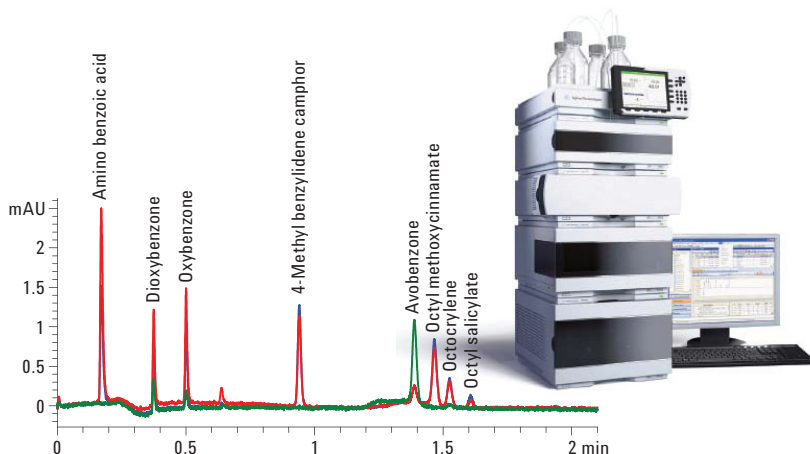 Amino benzoic acid
Dioxybenzone
Oxybenzone
4-Methyl benzylidene camphor
Avobenzone
Octyl methoxycinnamate
Octocrylene
Octyl salicylate
mAU
2
1.5
1
0.5
0
0 0.5 1 1.5 2 min